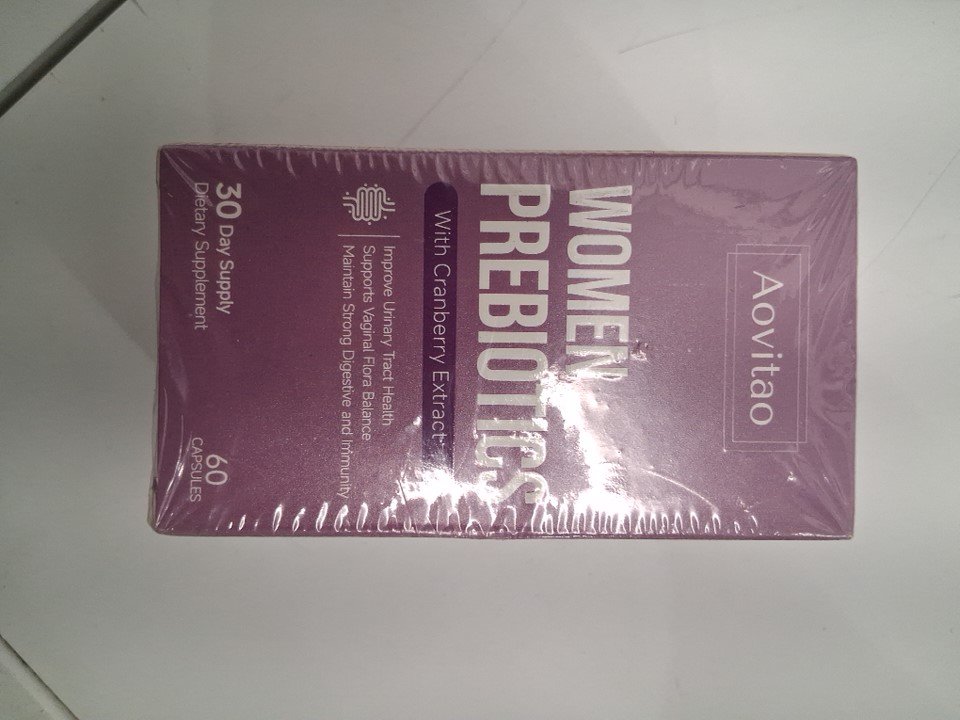 Aovitao
WOMEN
PREBIOTICS
With Cranberry Extract
Improve Urinary Tract Health
Supports Vaginal Flora Balance
Maintain Strong Digestive and Immunity
30 Day Supply
Dietary Supplement
60
CAPSULES